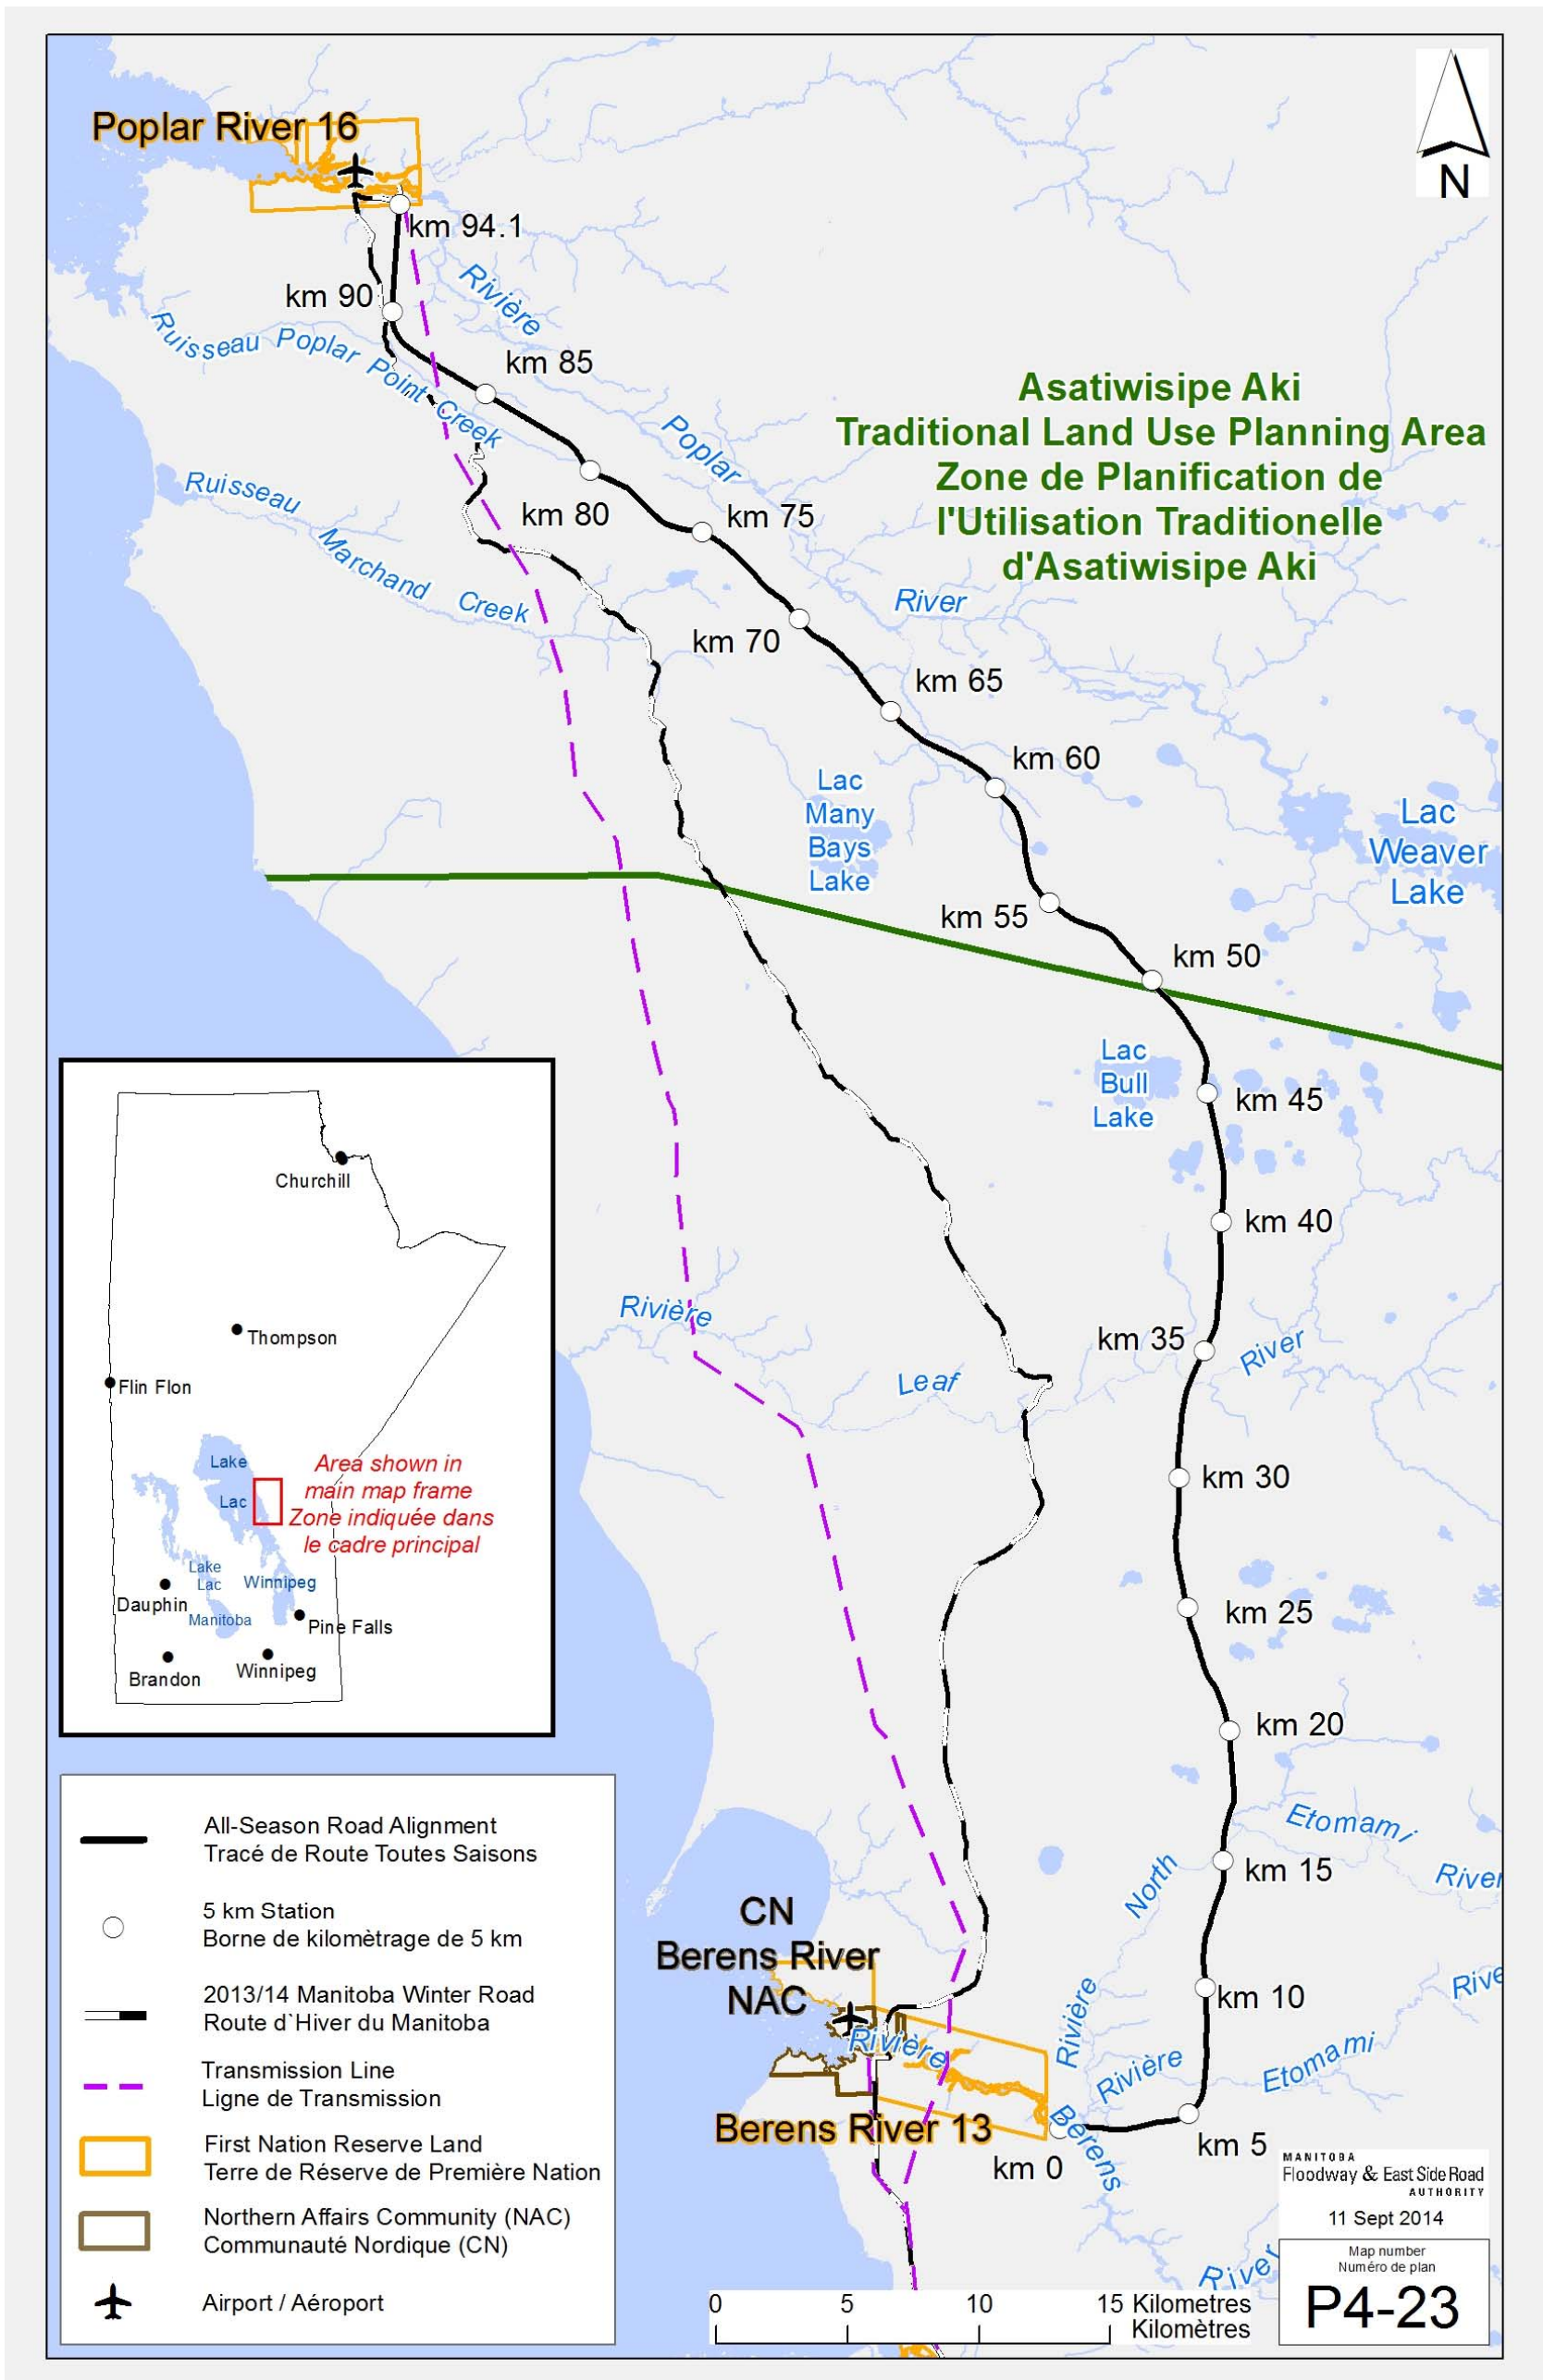 Poplar River 16
N
km 94.1
km 90
Rivière
Ruisseau Poplar Point Creek
km 85
Asatiwisipe Aki
Traditional Land Use Planning Area
Zone de Planification de
l'Utilisation Traditionelle
d'Asatiwisipe Aki
Poplar
Ruisseau
km 80
km 75
Marchand Creek
River
km 70
km 65
km 60
Lac
Many
Bays
Lake
Lac
Weaver
Lake
km 55
km 50
Lac
Bull
Lake
km 45
km 40
Rivière
km 35
River
Leaf
km 30
km 25
km 20
Etomami
km 15
River
North
CN
Berens River
NAC
km 10
Rive
Rivière
Rivière
Rivière
Etomami
Berens River 13
Berens
km 0
km 5
River
Churchill
Thompson
Flin Flon
Lake
Lac
Area shown in
main map frame
Zone indiquée dans
le cadre principal
Lake
Lac
Winnipeg
Dauphin
Manitoba
Pine Falls
Brandon
Winnipeg
All-Season Road Alignment
Tracé de Route Toutes Saisons
5 km Station
Borne de kilomètrage de 5 km
2013/14 Manitoba Winter Road
Route d`Hiver du Manitoba
Transmission Line
Ligne de Transmission
First Nation Reserve Land
Terre de Réserve de Première Nation
Northern Affairs Community (NAC)
Communauté Nordique (CN)
Airport / Aéroport
0 5 10 15 Kilometres
Kilomètres
MANITOBA
Floodway & East Side Road
AUTHORITY
11 Sept 2014
Map number
Numéro de plan
P4-23